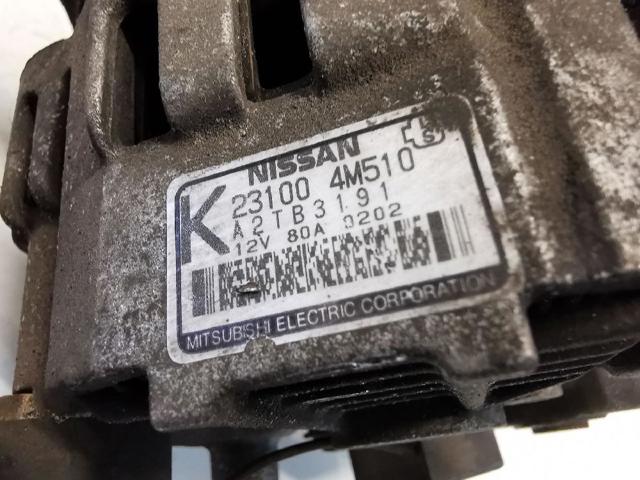 NISSAN
K
23100 4M510
A2TB3191
12V 80A 0202
MITSUBISHI ELECTRIC CORPORATION